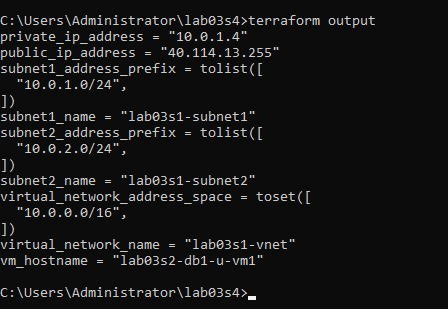 C:\Users\Administrator\lab03s4>terraform output
private_ip_address = "10.0.1.4"
public_ip_address = "40.114.13.255"
subnet1_address_prefix = tolist([
  "10.0.1.0/24",
])
subnet1_name = "lab03s1-subnet1"
subnet2_address_prefix = tolist([
  "10.0.2.0/24",
])
subnet2_name = "lab03s1-subnet2"
virtual_network_address_space = toset([
  "10.0.0.0/16",
])
virtual_network_name = "lab03s1-vnet"
vm_hostname = "lab03s2-db1-u-vm1"
C:\Users\Administrator\lab03s4>